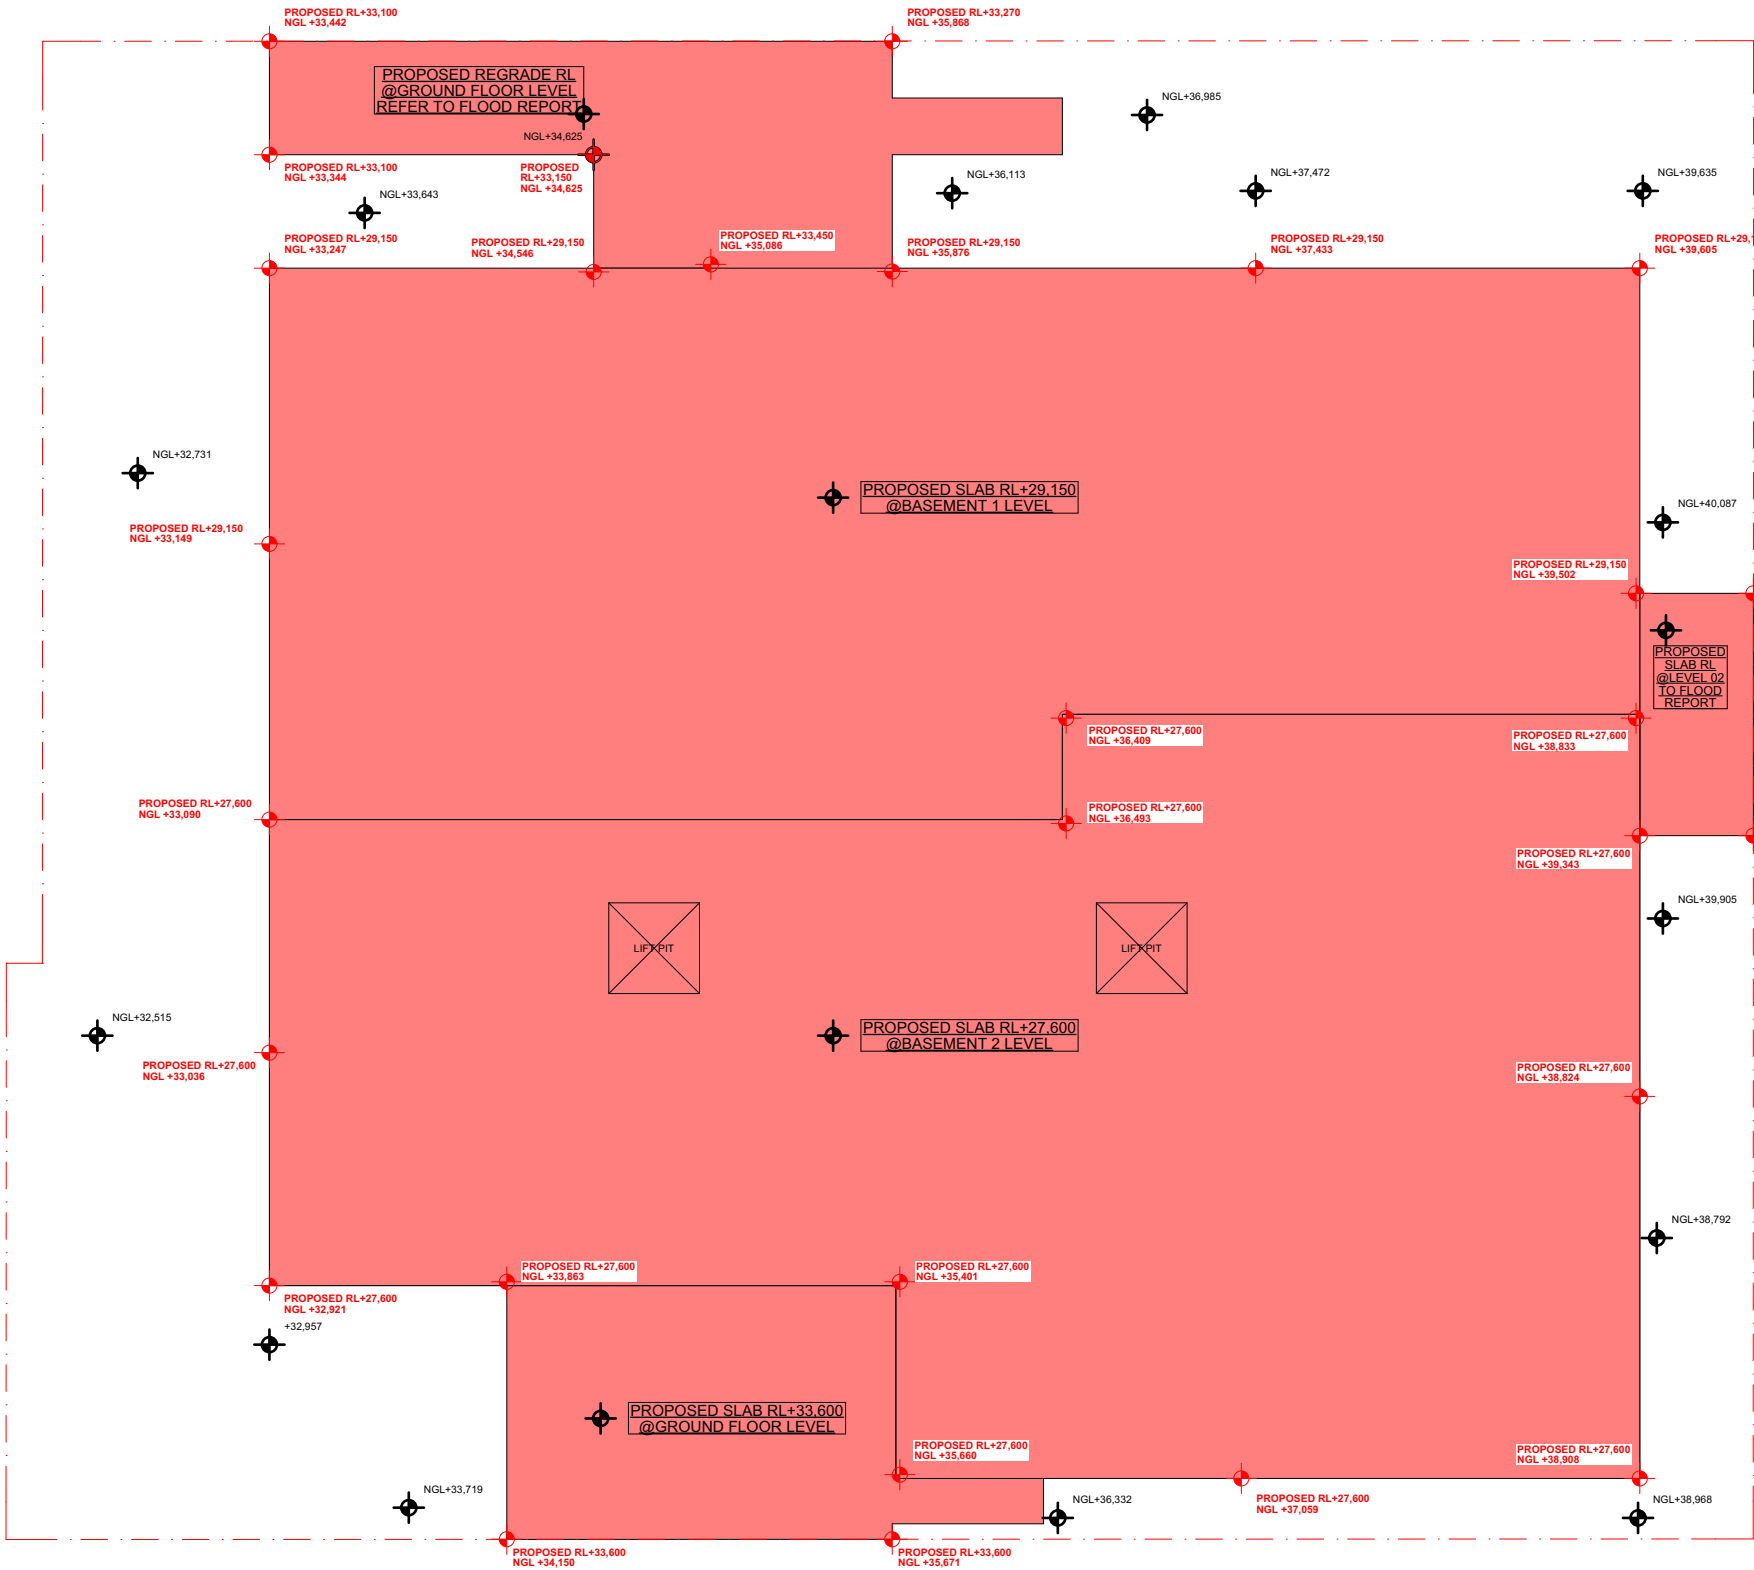 PROPOSED RL+33,100
NGL +33,442
PROPOSED RL+33,270
NGL +35,868
PROPOSED REGRADE RL
@GROUND FLOOR LEVEL
REFER TO FLOOD REPORT
NGL+36,985
NGL+34,625
PROPOSED RL+33,100
NGL +33,344
PROPOSED
RL+33,150
NGL +34,625
NGL+36,113
NGL+37,472
NGL+39,635
NGL+33,643
PROPOSED RL+29,150
NGL +33,247
PROPOSED RL+29,150
NGL +34,546
PROPOSED RL+33,450
NGL +35,086
PROPOSED RL+29,150
NGL +35,876
PROPOSED RL+29,150
NGL +37,433
PROPOSED RL+29,1
NGL +39,605
NGL+32,731
PROPOSED SLAB RL+29,150
@BASEMENT 1 LEVEL
PROPOSED RL+29,150
NGL +33,149
NGL+40,087
PROPOSED RL+29,150
NGL +39,502
PROPOSED
SLAB RL
@LEVEL 02
TO FLOOD
REPORT
PROPOSED RL+27,600
NGL +36,409
PROPOSED RL+27,600
NGL +38,833
PROPOSED RL+27,600
NGL +33,090
PROPOSED RL+27,600
NGL +36,493
PROPOSED RL+27,600
NGL +39,343
NGL+39,905
LIFT PIT
LIFT PIT
NGL+32,515
PROPOSED SLAB RL+27,600
@BASEMENT 2 LEVEL
PROPOSED RL+27,600
NGL +33,036
PROPOSED RL+27,600
NGL +38,824
NGL+38,792
PROPOSED RL+27,600
NGL +33,863
PROPOSED RL+27,600
NGL +35,401
PROPOSED RL+27,600
NGL +32,921
+32,957
PROPOSED SLAB RL+33,600
@GROUND FLOOR LEVEL
PROPOSED RL+27,600
NGL +35,660
PROPOSED RL+27,600
NGL +38,908
NGL+33,719
NGL+36,332
PROPOSED RL+27,600
NGL +37,059
NGL+38,968
PROPOSED RL+33,600
NGL +34,150
PROPOSED RL+33,600
NGL +35,671